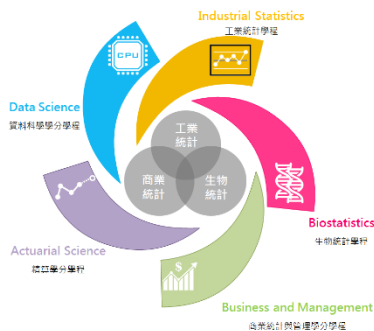 Industrial Statistics
工業統計學程
CPU
Data Science
資料科學學分學程
工業
統計
商業
統計
生物
統計
Biostatistics
生物統計學程
Actuarial Science
精算學分學程
$
Business and Management
商業統計與管理學分學程